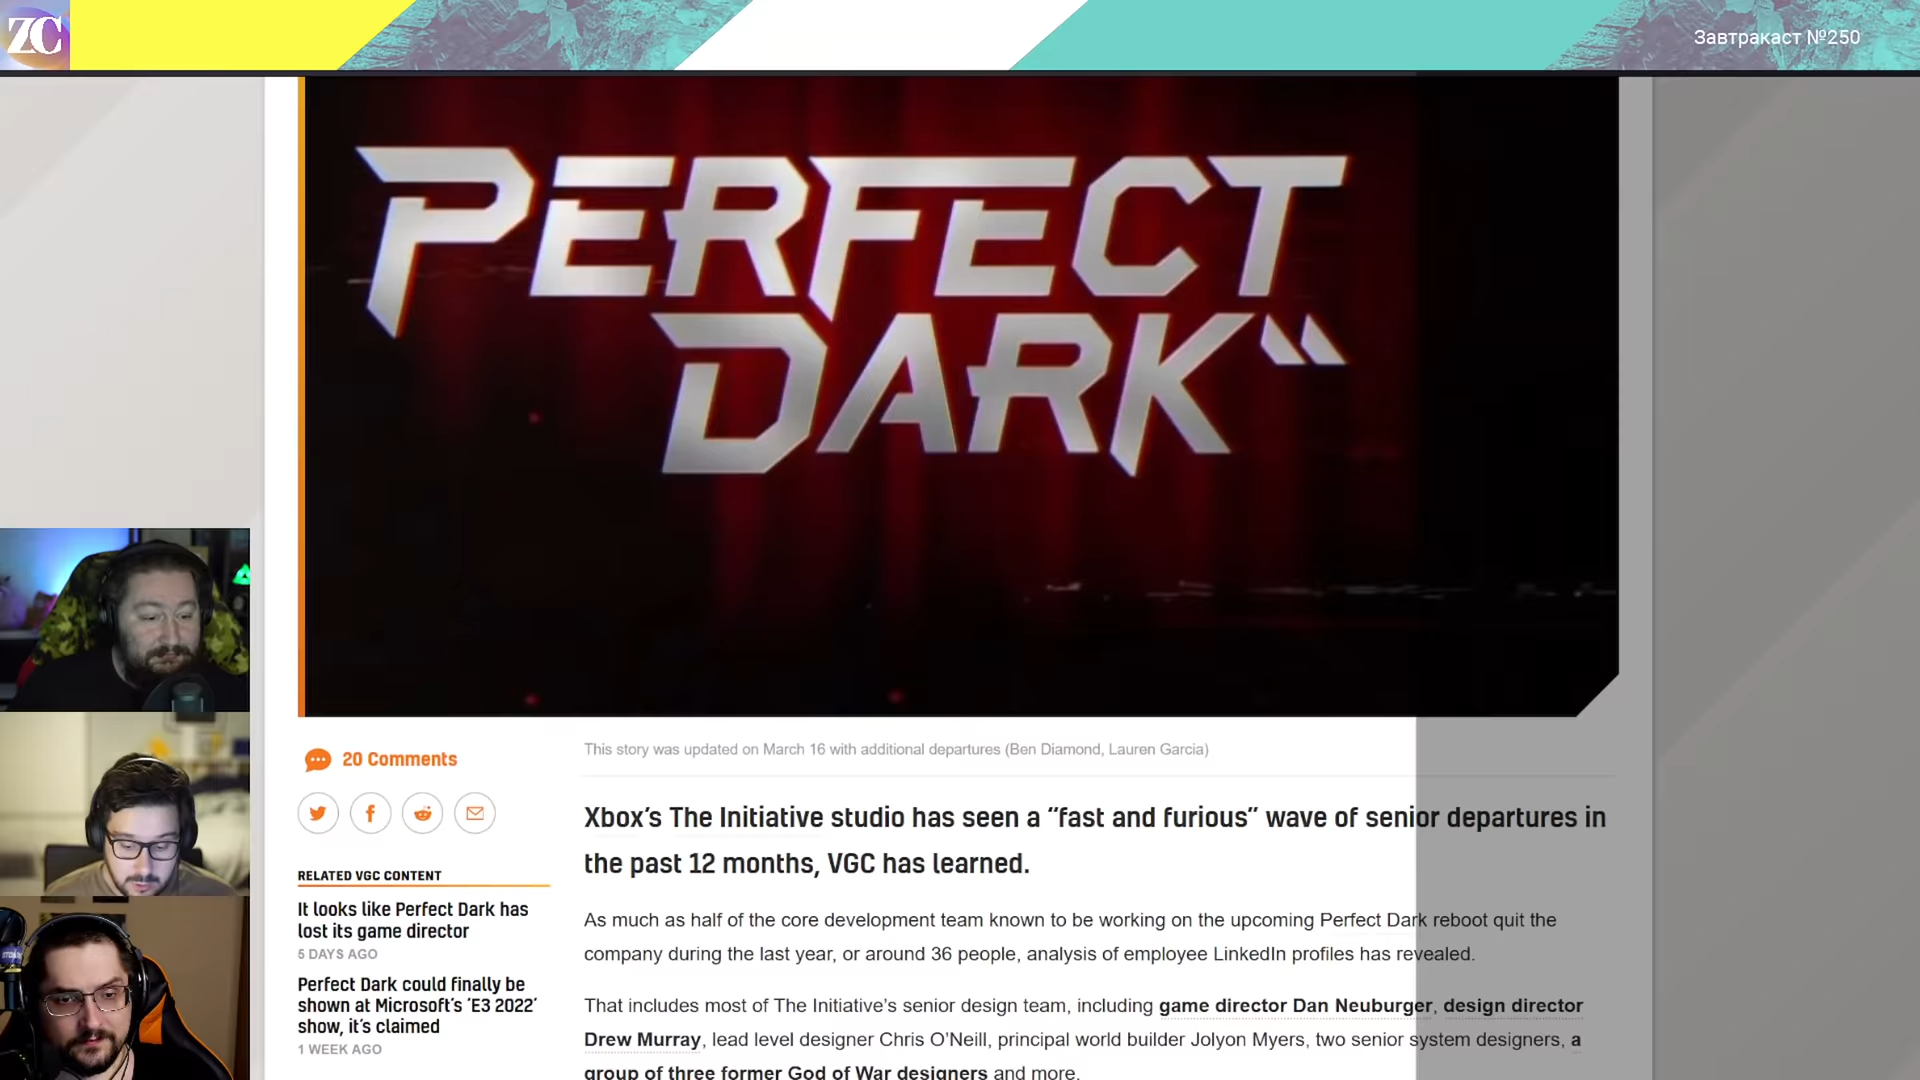 ZC
Завтракаст №250
PERFECT
DARK
20 Comments
This story was updated on March 16 with additional departures (Ben Diamond, Lauren Garcia)
Xbox’s The Initiative studio has seen a “fast and furious” wave of senior departures in
the past 12 months, VGC has learned.
As much as half of the core development team known to be working on the upcoming Perfect Dark reboot quit the
company during the last year, or around 36 people, analysis of employee LinkedIn profiles has revealed.
That includes most of The Initiative’s senior design team, including game director Dan Neuburger, design director
Drew Murray, lead level designer Chris O’Neill, principal world builder Jolyon Myers, two senior system designers, a
group of three former God of War designers and more.
RELATED VGC CONTENT
It looks like Perfect Dark has
lost its game director
5 DAYS AGO
Perfect Dark could finally be
shown at Microsoft’s ‘E3 2022’
show, it’s claimed
1 WEEK AGO